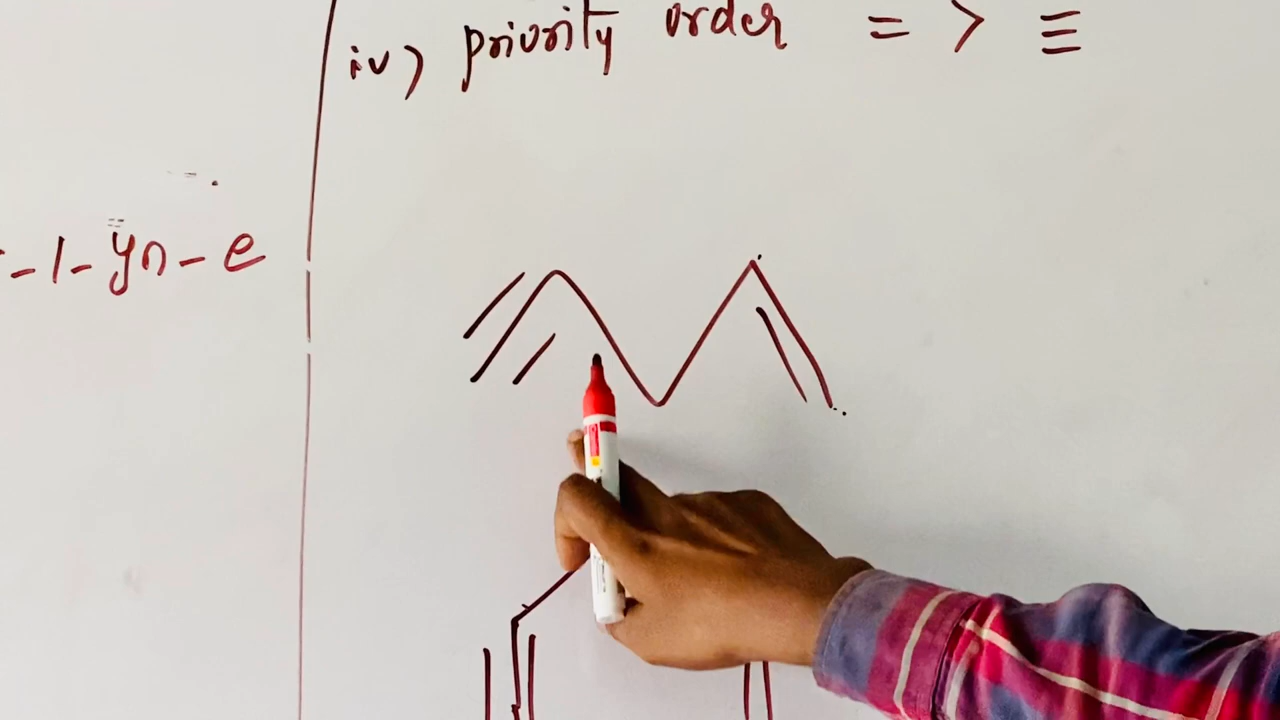 iv) priority order = > ≡
-1-yn-e